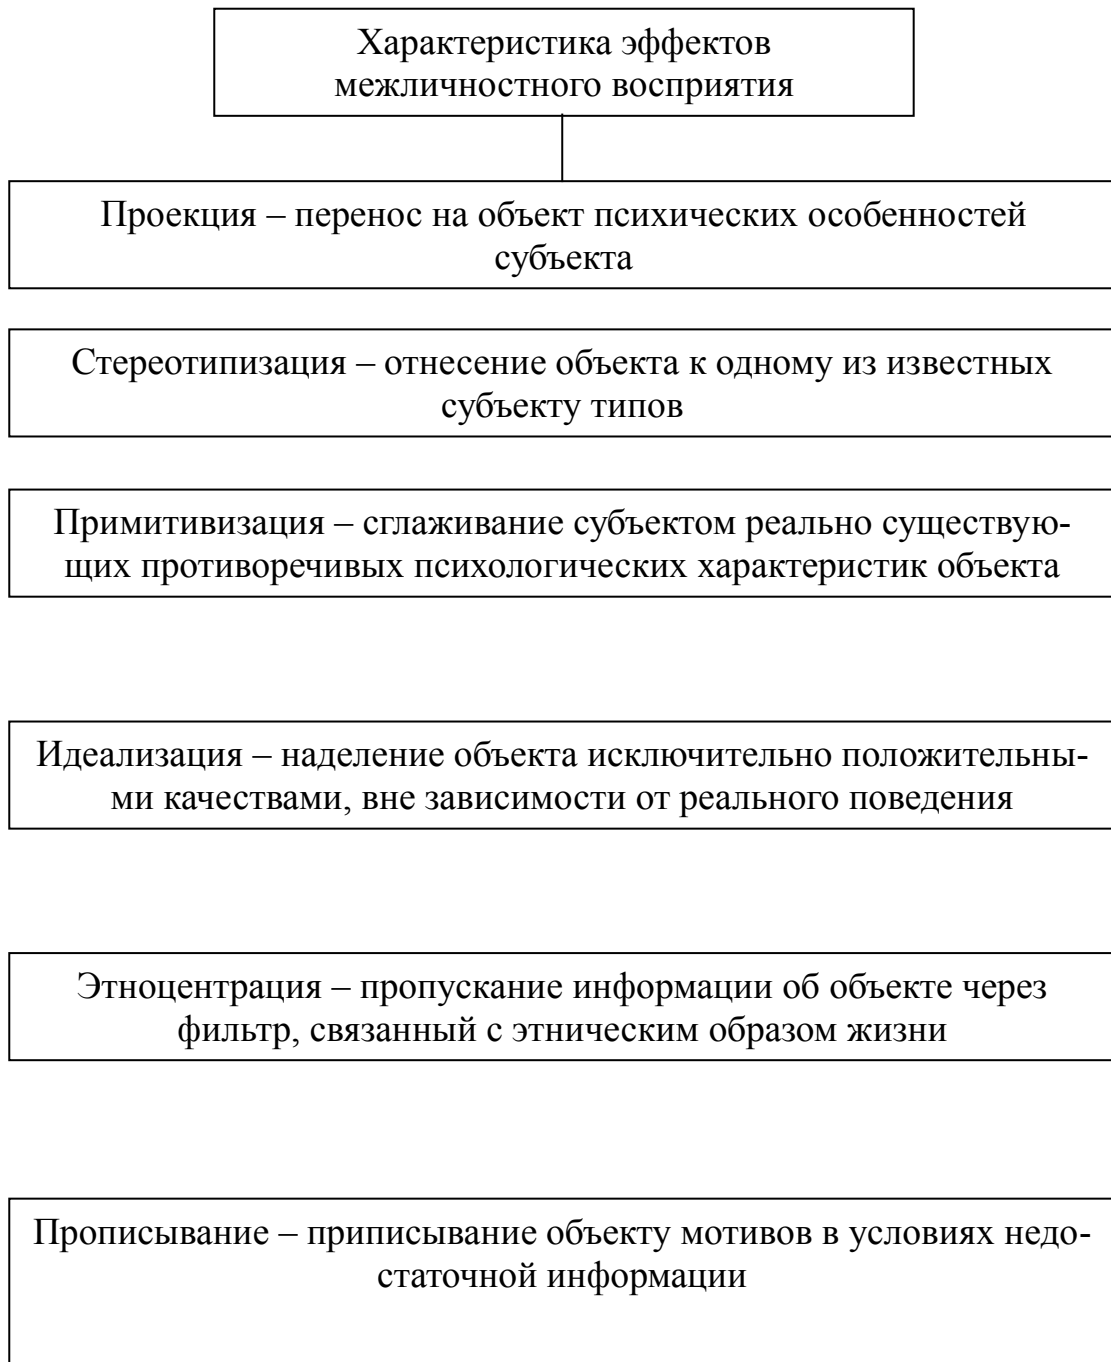 Характеристика эффектов
межличностного восприятия
Проекция – перенос на объект психических особенностей
субъекта
Стереотипизация – отнесение объекта к одному из известных
субъекту типов
Примитивизация – сглаживание субъектом реально существую-
щих противоречивых психологических характеристик объекта
Идеализация – наделение объекта исключительно положительны-
ми качествами, вне зависимости от реального поведения
Этноцентрация – пропускание информации об объекте через
фильтр, связанный с этническим образом жизни
Прописывание – приписывание объекту мотивов в условиях недо-
статочной информации